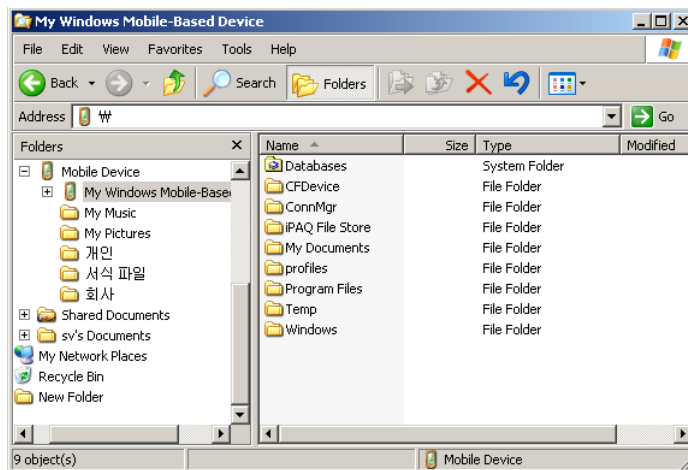 My Windows Mobile-Based Device
File Edit View Favorites Tools Help
Back Search Folders
Address ₩ Go
Folders
Mobile Device
My Windows Mobile-Base
My Music
My Pictures
개인
서식 파일
회사
Shared Documents
sv's Documents
My Network Places
Recycle Bin
New Folder
Name Size Type Modified
Databases System Folder
CFDevice File Folder
ConnMgr File Folder
iPAQ File Store File Folder
My Documents File Folder
profiles File Folder
Program Files File Folder
Temp File Folder
Windows File Folder
9 object(s) Mobile Device